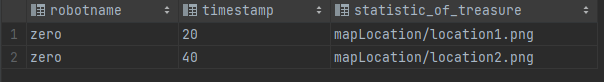 robotname timestamp statistic_of_treasure
1 zero 20 mapLocation/location1.png
2 zero 40 mapLocation/location2.png